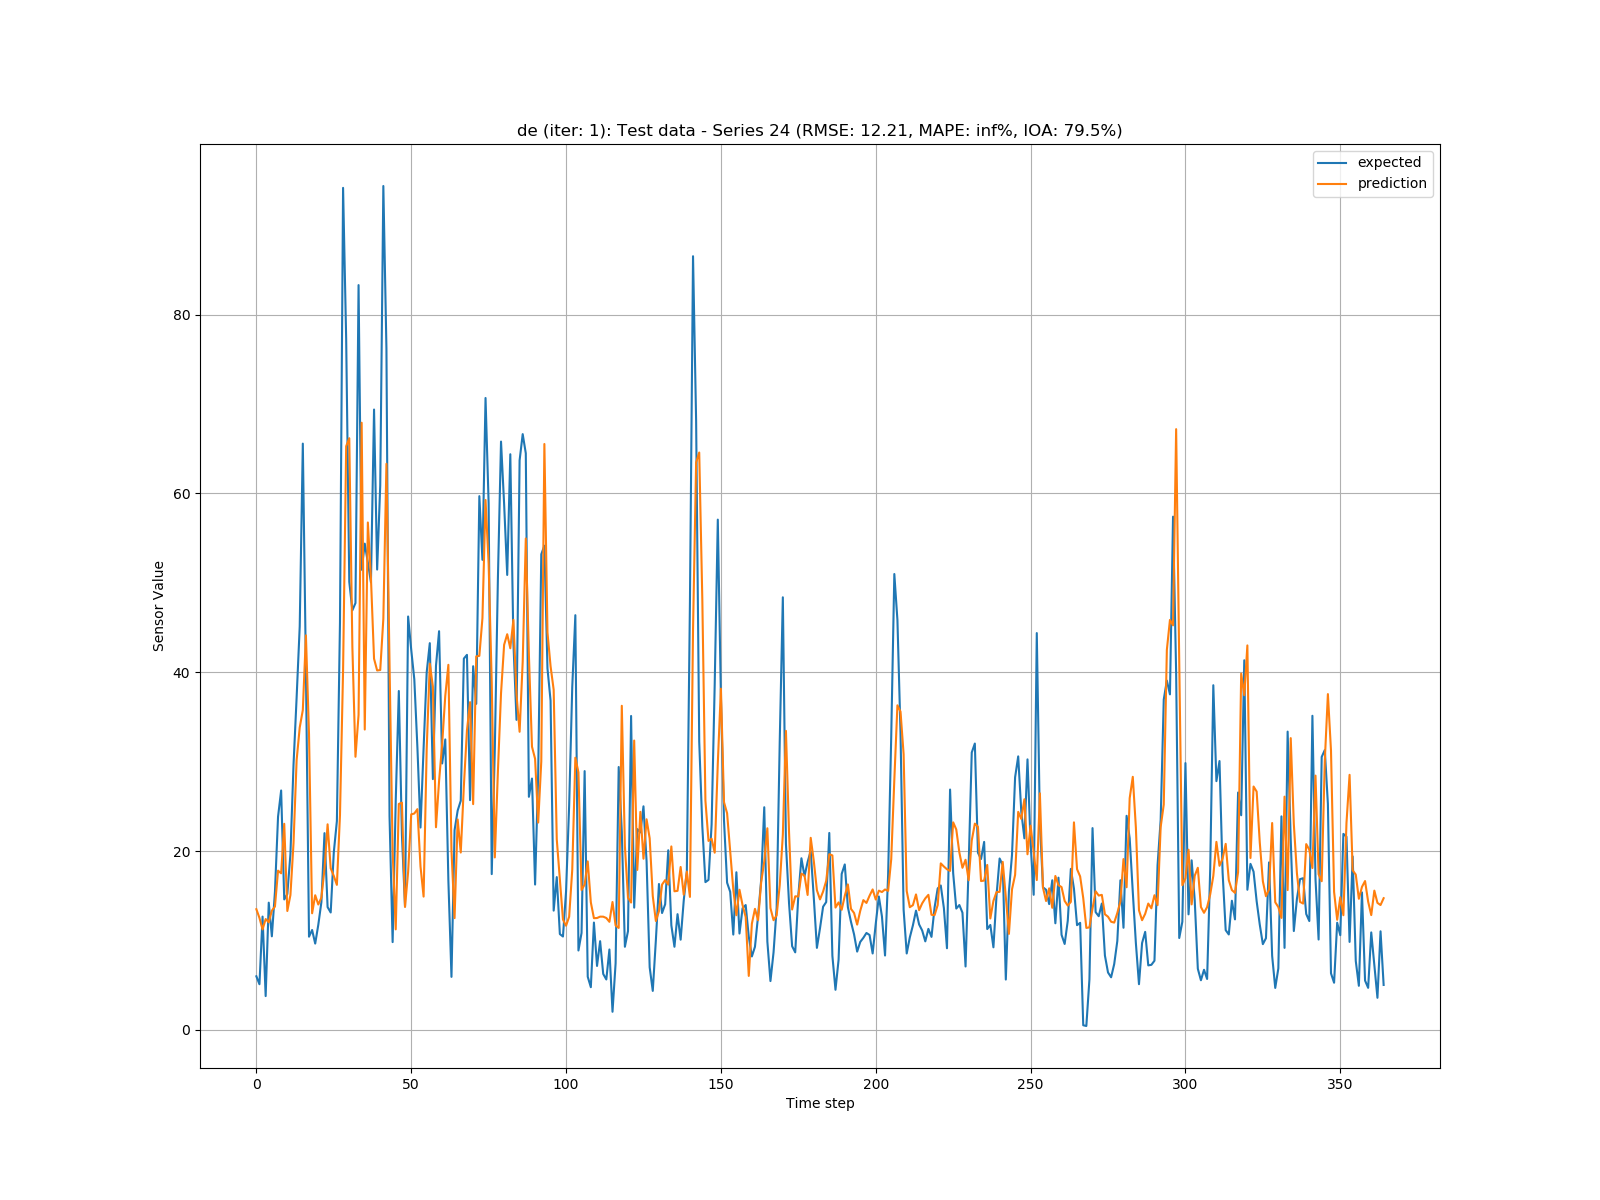 de (iter: 1): Test data - Series 24 (RMSE: 12.21, MAPE: inf%, IOA: 79.5%)
expected
prediction
80
60
40
20
0
Sensor Value
0 50 100 150 200 250 300 350
Time step